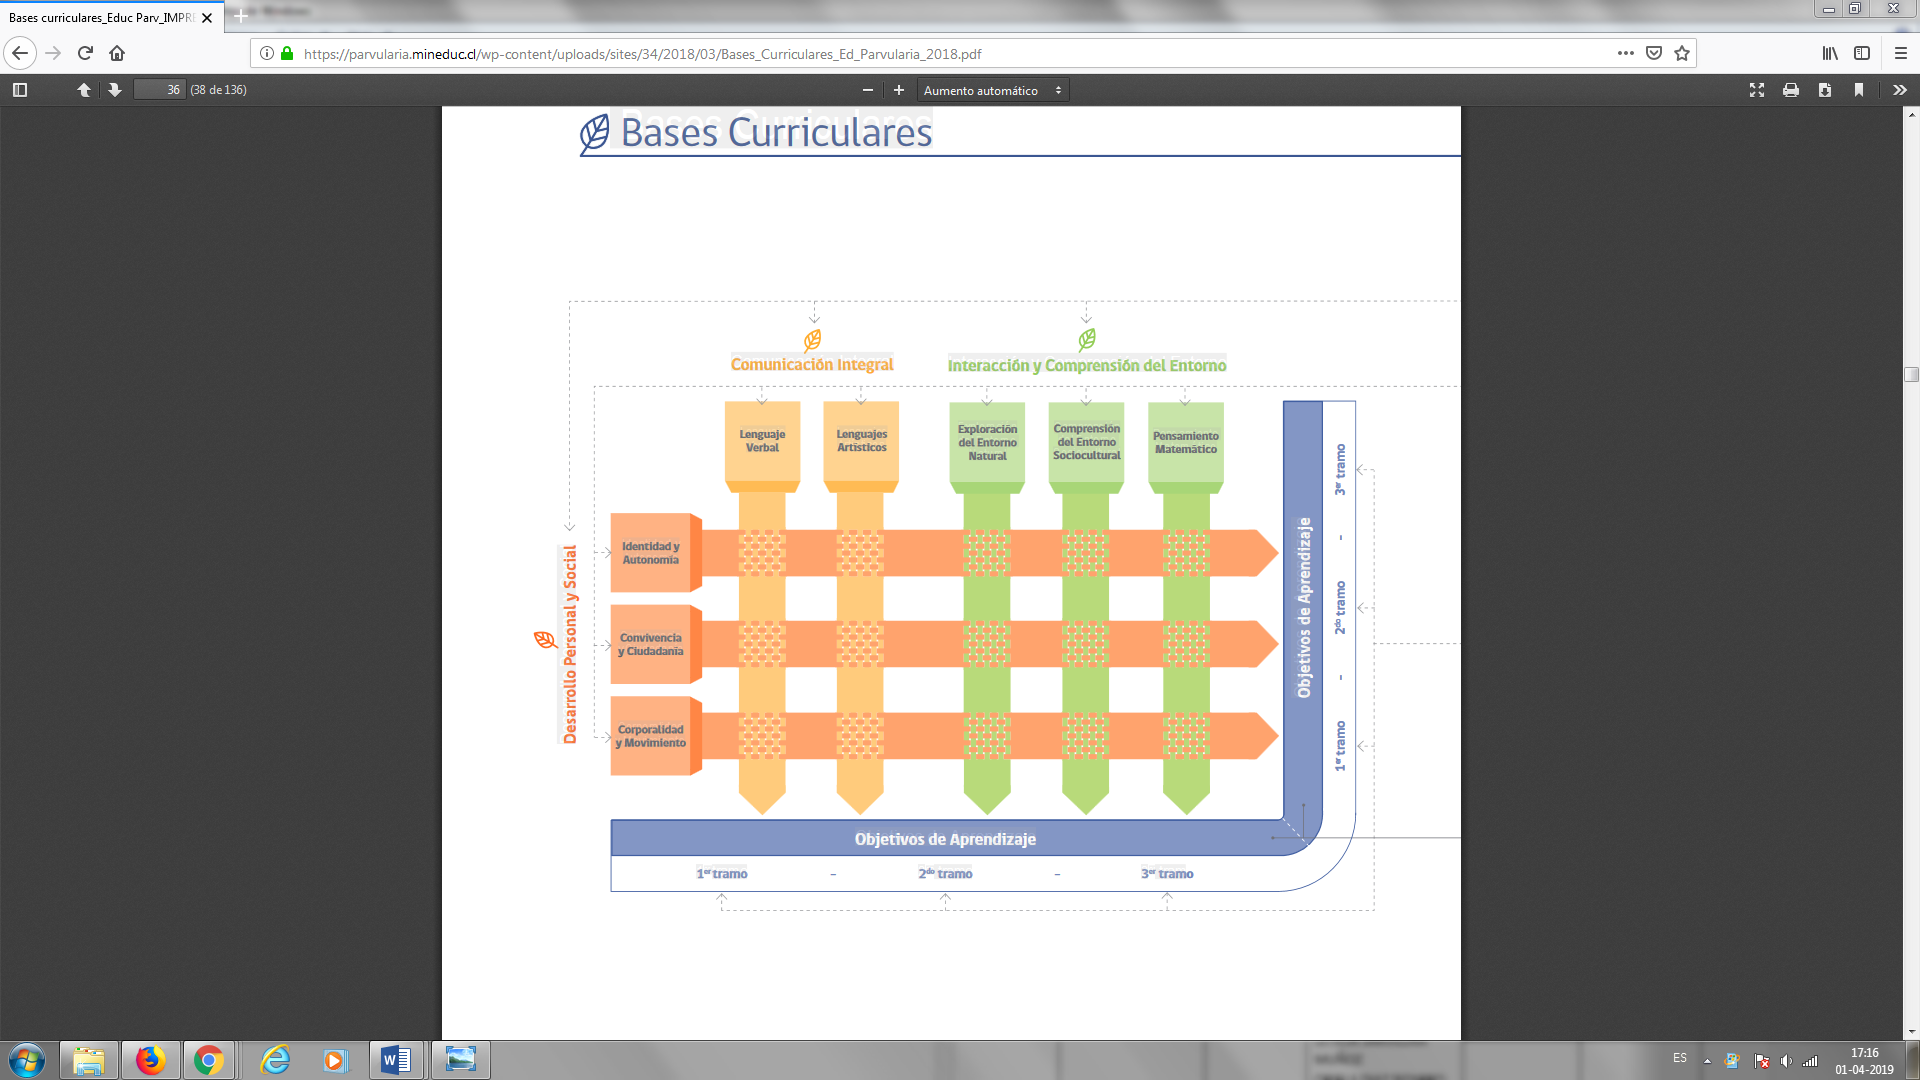 Bases curriculares_Educ Parv_IMPRE
https://parvularia.mineduc.cl/wp-content/uploads/sites/34/2018/03/Bases_Curriculares_Ed_Parvularia_2018.pdf
36 (38 de 136)
Aumento automático
Bases Curriculares
Comunicación Integral
Interacción y Comprensión del Entorno
Lenguaje
Verbal
Lenguajes
Artísticos
Exploración
del Entorno
Natural
Comprensión
del Entorno
Sociocultural
Pensamiento
Matemático
Desarrollo Personal y Social
Identidad y
Autonomía
Convivencia
y Ciudadanía
Corporalidad
y Movimiento
Objetivos de Aprendizaje
3er tramo
-
2do tramo
-
1er tramo
Objetivos de Aprendizaje
1er tramo - 2do tramo - 3er tramo
ES
17:16
01-04-2019